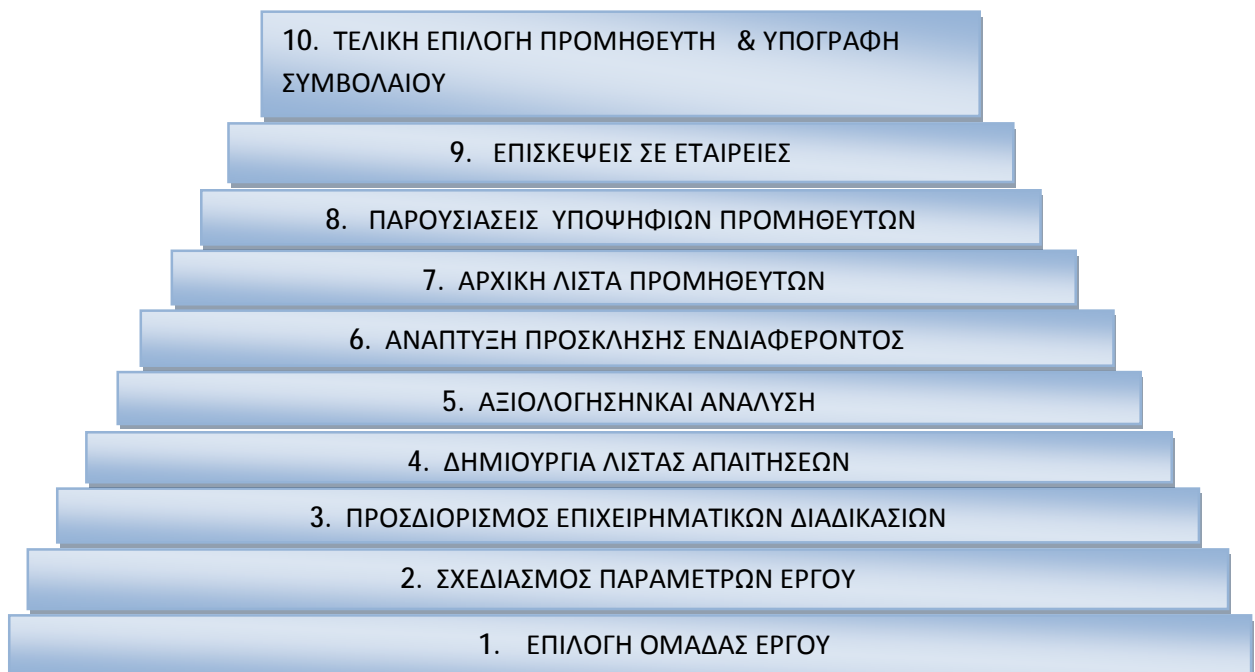 10. ΤΕΛΙΚΗ ΕΠΙΛΟΓΗ ΠΡΟΜΗΘΕΥΤΗ & ΥΠΟΓΡΑΦΗ
ΣΥΜΒΟΛΑΙΟΥ
9. ΕΠΙΣΚΕΨΕΙΣ ΣΕ ΕΤΑΙΡΕΙΕΣ
8. ΠΑΡΟΥΣΙΑΣΕΙΣ ΥΠΟΨΗΦΙΩΝ ΠΡΟΜΗΘΕΥΤΩΝ
7. ΑΡΧΙΚΗ ΛΙΣΤΑ ΠΡΟΜΗΘΕΥΤΩΝ
6. ΑΝΑΠΤΥΞΗ ΠΡΟΣΚΛΗΣΗΣ ΕΝΔΙΑΦΕΡΟΝΤΟΣ
5. ΑΞΙΟΛΟΓΗΣΗΝΚΑΙ ΑΝΑΛΥΣΗ
4. ΔΗΜΙΟΥΡΓΙΑ ΛΙΣΤΑΣ ΑΠΑΙΤΗΣΕΩΝ
3. ΠΡΟΣΔΙΟΡΙΣΜΟΣ ΕΠΙΧΕΙΡΗΜΑΤΙΚΩΝ ΔΙΑΔΙΚΑΣΙΩΝ
2. ΣΧΕΔΙΑΣΜΟΣ ΠΑΡΑΜΕΤΡΩΝ ΕΡΓΟΥ
1. ΕΠΙΛΟΓΗ ΟΜΑΔΑΣ ΕΡΓΟΥ